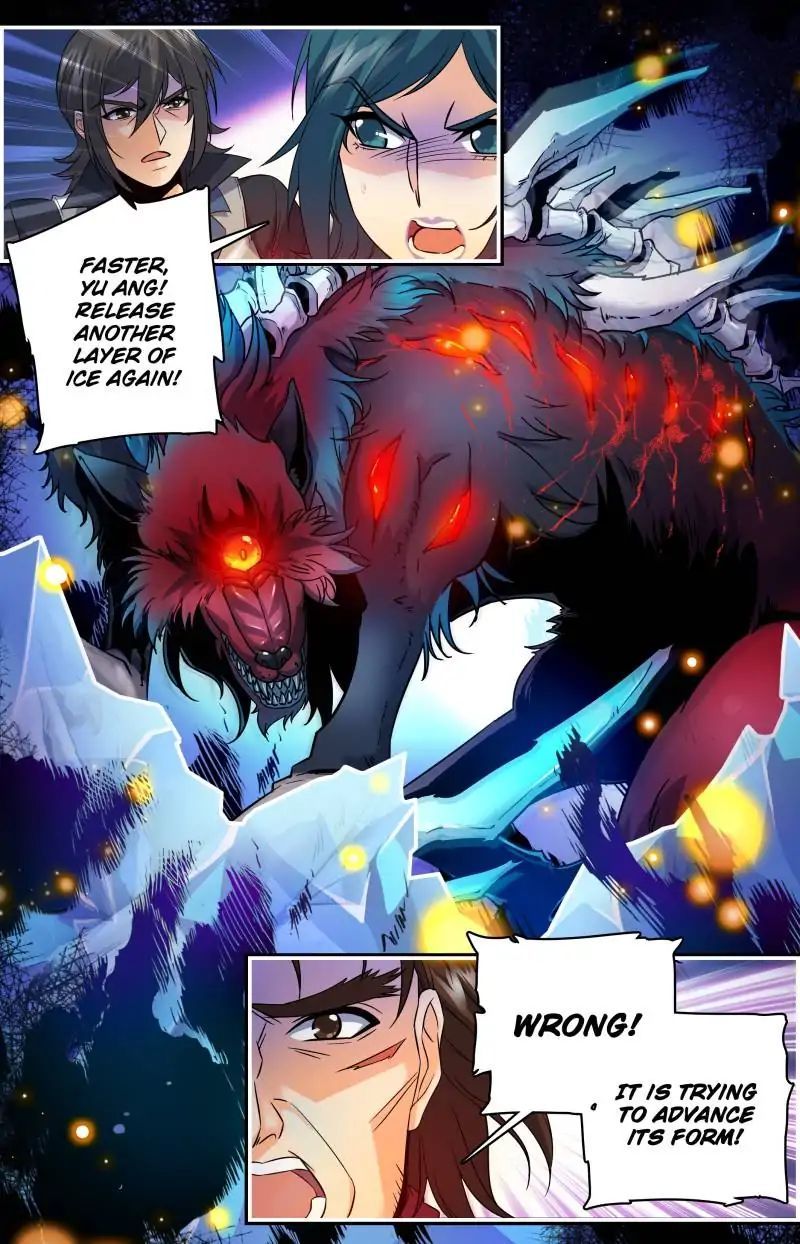 FASTER,
YU ANG!
RELEASE
ANOTHER
LAYER OF
ICE AGAIN!
WRONG!
IT IS TRYING
TO ADVANCE
ITS FORM!